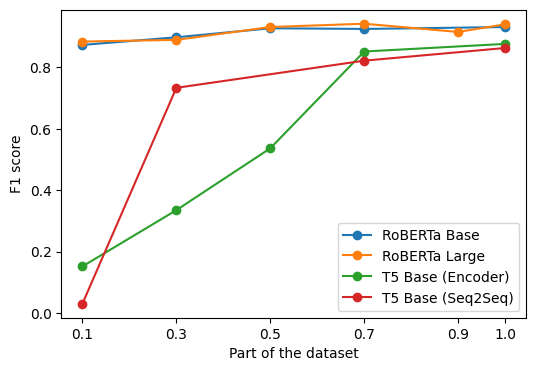 F1 score
0.8
0.6
0.4
0.2
0.0
RoBERTa Base
RoBERTa Large
T5 Base (Encoder)
T5 Base (Seq2Seq)
0.1 0.3 0.5 0.7 0.9 1.0
Part of the dataset